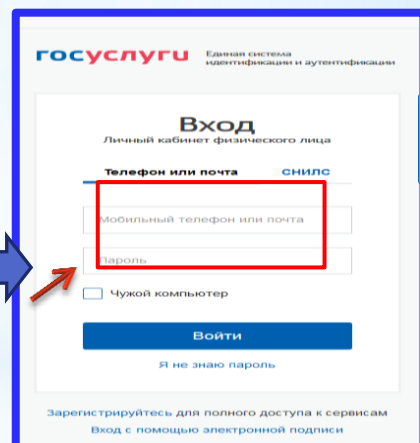 госуслуги
Единая система
идентификации и аутентификации
Вход
Личный кабинет физического лица
Телефон или почта СНИЛС
Мобильный телефон или почта
Пароль
Чужой компьютер
Войти
Я не знаю пароль
Зарегистрируйтесь для полного доступа к сервисам
Вход с помощью электронной подписи